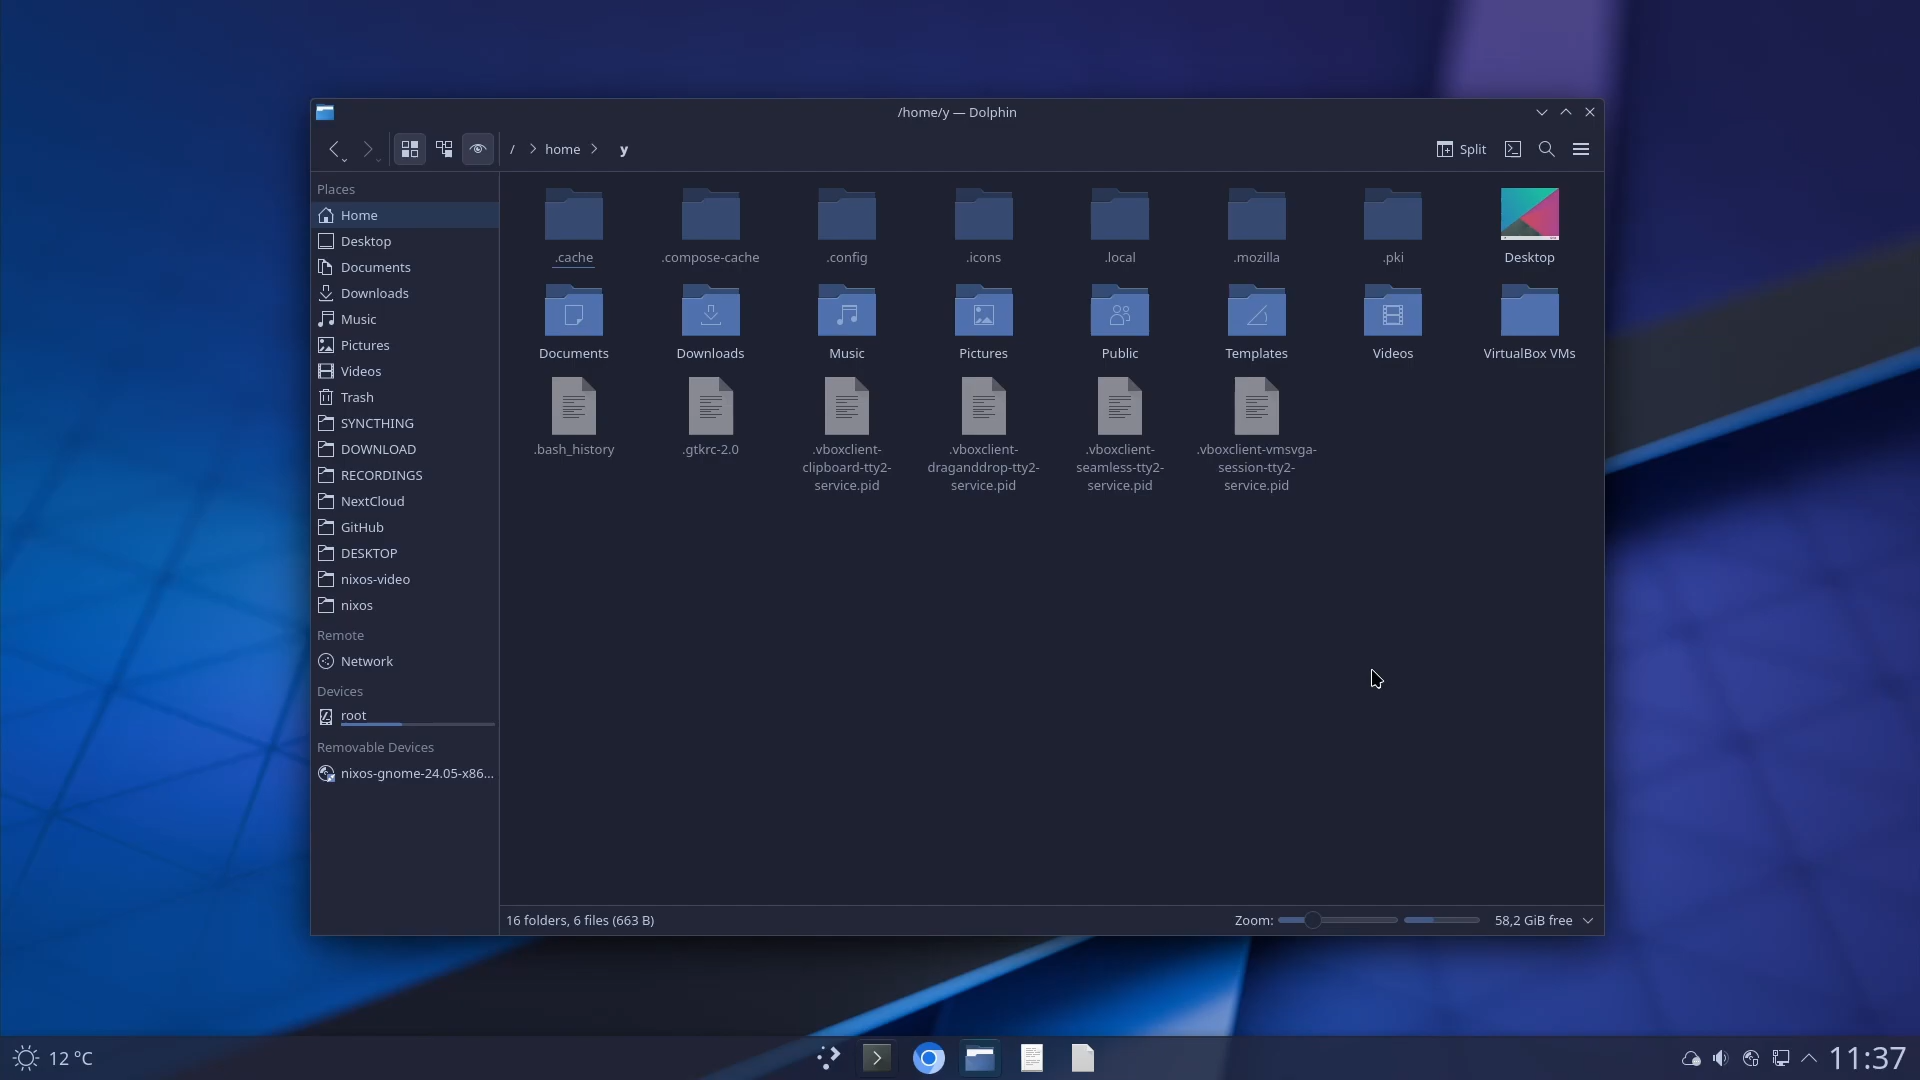 /home/y — Dolphin
/ > home > y
Split
Places
Home
Desktop
Documents
Downloads
Music
Pictures
Videos
Trash
SYNCTHING
DOWNLOAD
RECORDINGS
NextCloud
GitHub
DESKTOP
nixos-video
nixos
Remote
Network
Devices
root
Removable Devices
nixos-gnome-24.05-x86...
.cache
.compose-cache
.config
.icons
.local
.mozilla
.pki
Desktop
Documents
Downloads
Music
Pictures
Public
Templates
Videos
VirtualBox VMs
.bash_history
.gtkrc-2.0
.vboxclient-
clipboard-tty2-
service.pid
.vboxclient-
draganddrop-tty2-
service.pid
.vboxclient-
seamless-tty2-
service.pid
.vboxclient-vmsvga-
session-tty2-
service.pid
16 folders, 6 files (663 B)
Zoom:
58,2 GiB free
12 °C
11:37